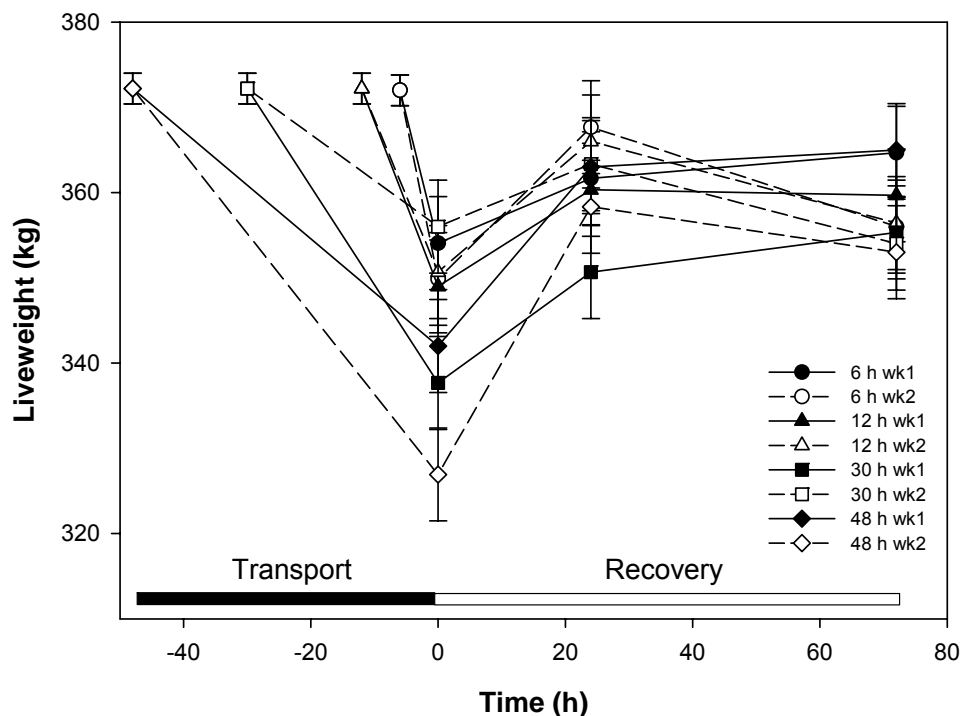 380
360
340
320
Liveweight (kg)
6 h wk1
6 h wk2
12 h wk1
12 h wk2
30 h wk1
30 h wk2
48 h wk1
48 h wk2
Transport
Recovery
-40
-20
0
20
40
60
80
Time (h)